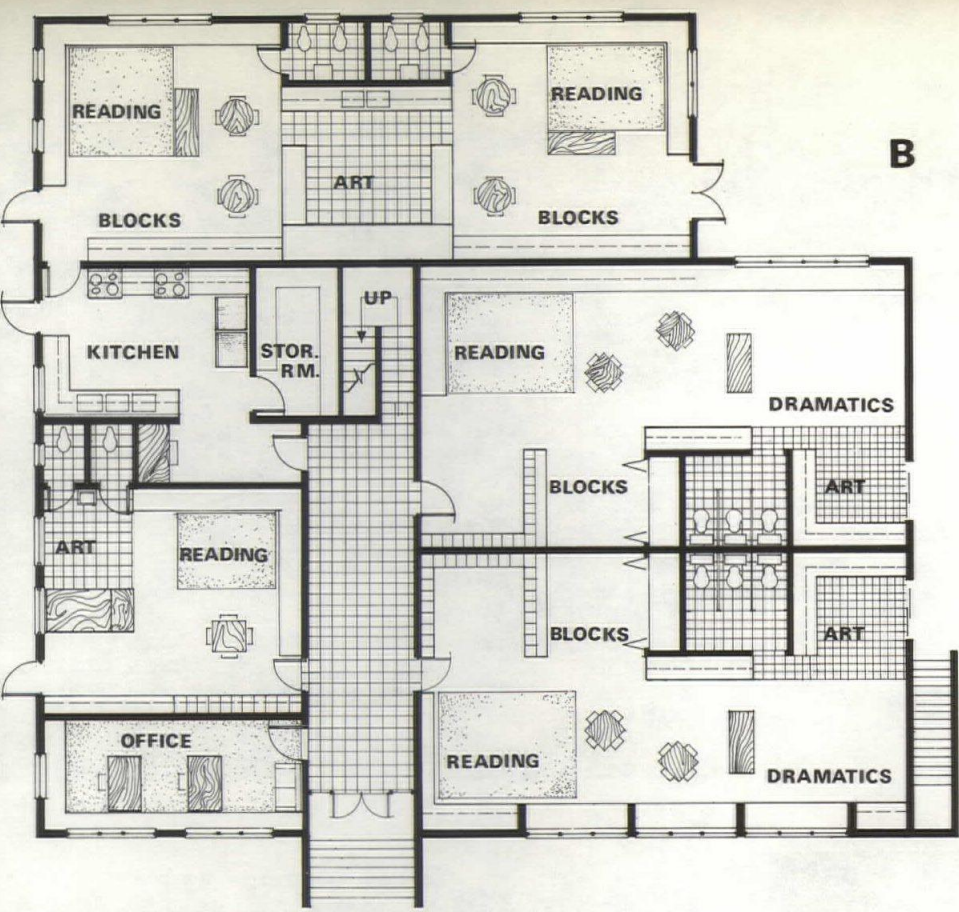 READING
READING
B
ART
BLOCKS
BLOCKS
UP
KITCHEN
STOR.
RM.
READING
DRAMATICS
BLOCKS
ART
ART
READING
BLOCKS
ART
OFFICE
READING
DRAMATICS